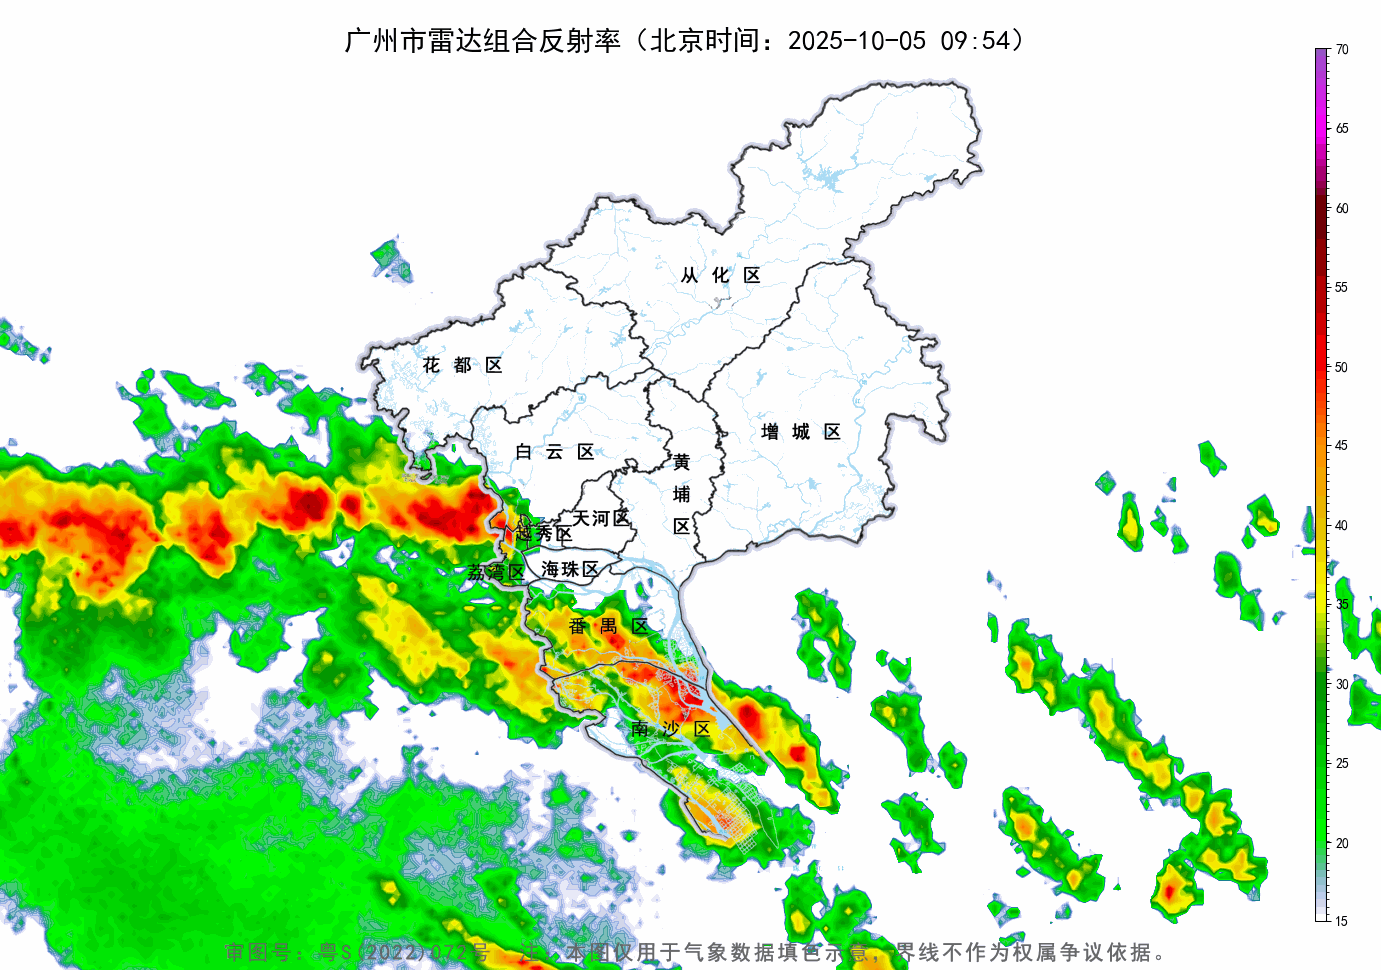 广州市雷达组合反射率（北京时间：2025-10-05 09:54）
70
65
60
55
50
45
40
35
30
25
20
15
从化区
花都区
增城区
白云区
黄埔区
天河区
越秀区
海珠区
荔湾区
番禺区
南沙区
审图号：粤S(2022)072号 注：本图仅用于气象数据填色示意，界线不作为权属争议依据。